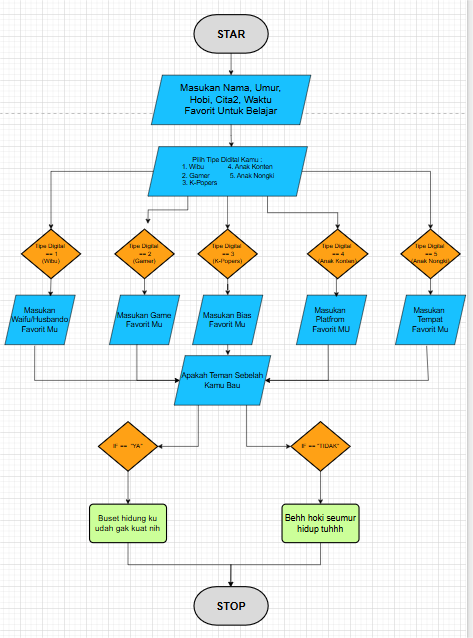 STAR
Masukan Nama, Umur,
Hobi, Cita2, Waktu
Favorit Untuk Belajar
Pilih Tipe Didital Kamu :
1. Wibu 4. Anak Konten
2. Gamer 5. Anak Nongki
3. K-Popers
Tipe Digital
== 1
(Wibu)
Tipe Digital
== 2
(Gamer)
Tipe Digital
== 3
(K-Popers)
Tipe Digital
== 4
(Anak Konten)
Tipe Digital
== 5
(Anak Nongki)
Masukan
Waifu/Husbando
Favorit Mu
Masukan Game
Favorit Mu
Masukan Bias
Favorit Mu
Masukan
Platfrom
Favorit MU
Masukan
Tempat
Favorit Mu
Apakah Teman Sebelah
Kamu Bau
IF == "YA"
IF == "TIDAK"
Buset hidung ku
udah gak kuat nih
Behh hoki seumur
hidup tuhhh
STOP